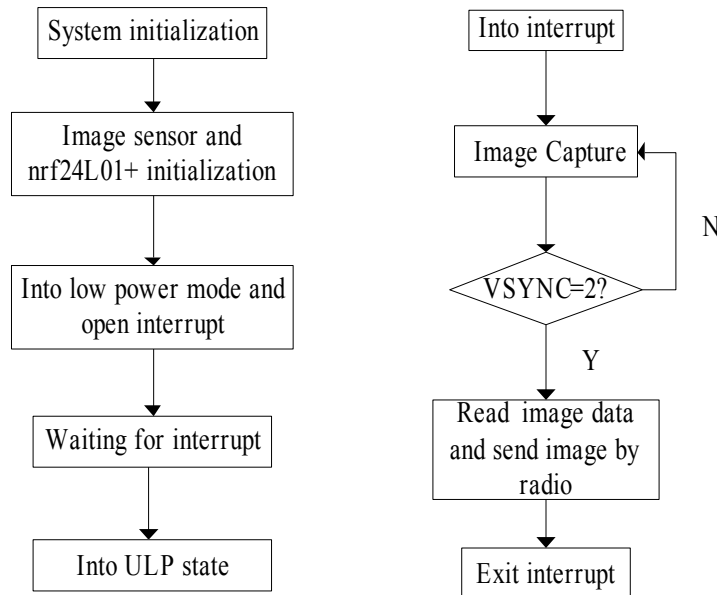 System initialization
Image sensor and
nrf24L01+ initialization
Into low power mode and
open interrupt
Waiting for interrupt
Into ULP state
Into interrupt
Image Capture
N
VSYNC=2?
Y
Read image data
and send image by
radio
Exit interrupt